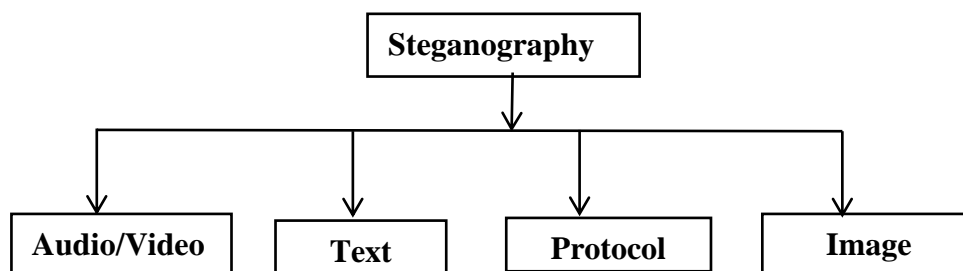 Steganography
Audio/Video
Text
Protocol
Image